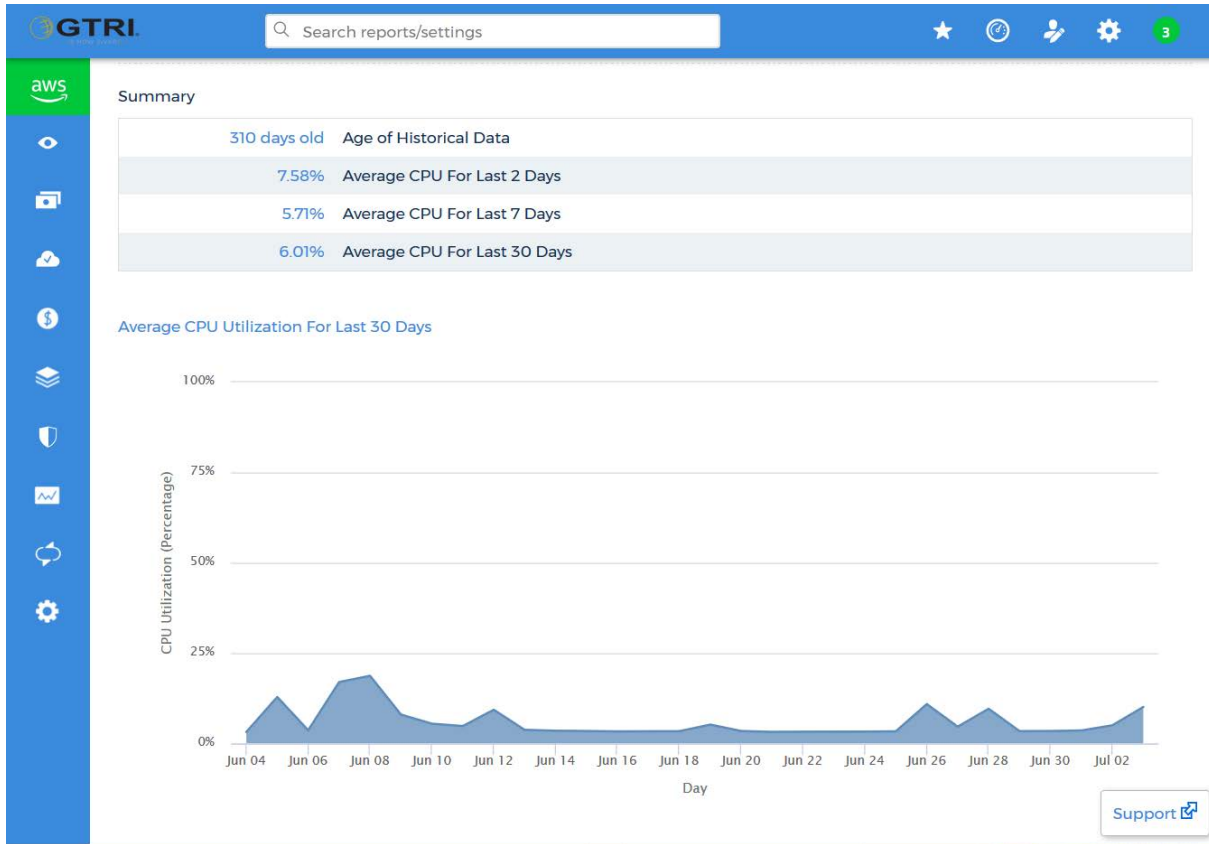 GTRI.
Search reports/settings
3
aws
Summary
310 days old Age of Historical Data
7.58% Average CPU For Last 2 Days
5.71% Average CPU For Last 7 Days
6.01% Average CPU For Last 30 Days
Average CPU Utilization For Last 30 Days
100%
75%
50%
25%
0%
CPU Utilization (Percentage)
Jun 04 Jun 06 Jun 08 Jun 10 Jun 12 Jun 14 Jun 16 Jun 18 Jun 20 Jun 22 Jun 24 Jun 26 Jun 28 Jun 30 Jul 02
Day
Support